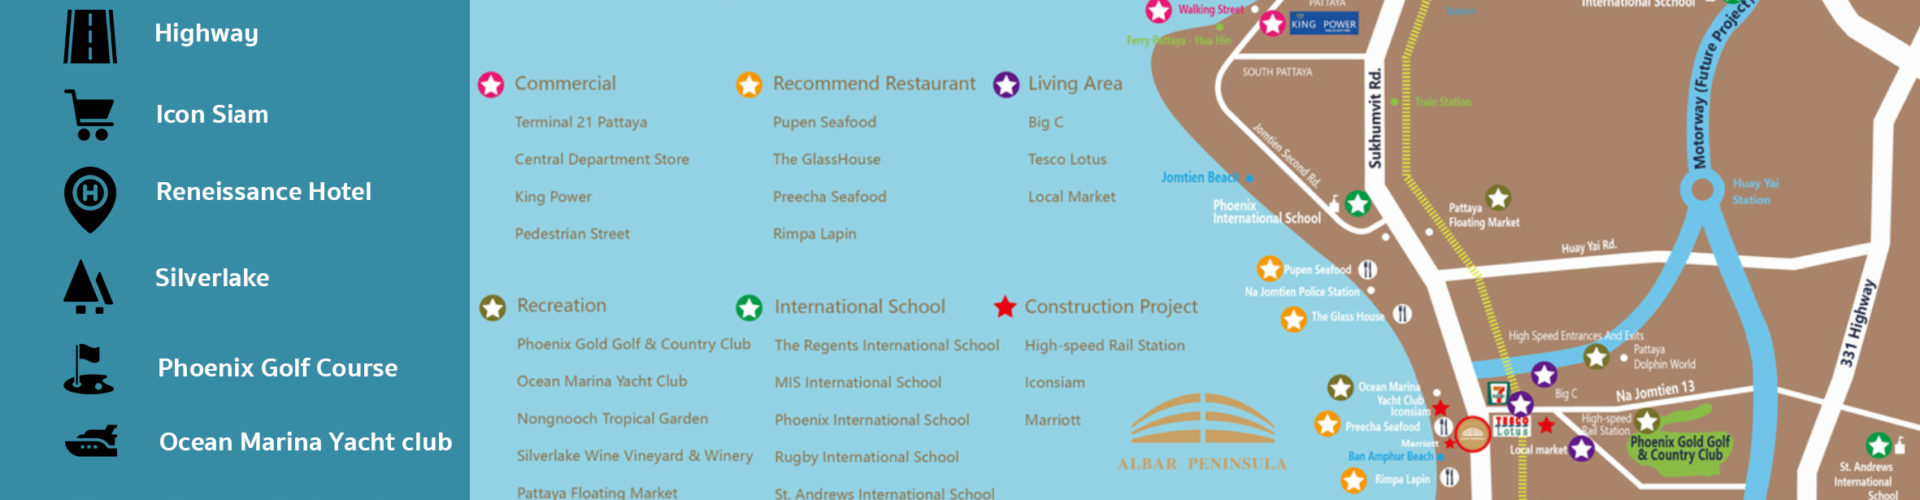 Highway
Icon Siam
Reneissance Hotel
Silverlake
Phoenix Golf Course
Ocean Marina Yacht club
Commercial
Terminal 21 Pattaya
Central Department Store
King Power
Pedestrian Street
Recommend Restaurant
Pupen Seafood
The GlassHouse
Preecha Seafood
Rimpa Lapin
Living Area
Big C
Tesco Lotus
Local Market
Recreation
Phoenix Gold Golf & Country Club
Ocean Marina Yacht Club
Nongnooch Tropical Garden
Silverlake Wine Vineyard & Winery
Pattaya Floating Market
International School
The Regents International School
MIS International School
Phoenix International School
Rugby International School
St. Andrews International School
Construction Project
High-speed Rail Station
Iconsiam
Marriott
ALBAR PENINSULA
PATTAYA
Walking Street
KING POWER
Ferry Pattaya - Hua Hin
SOUTH PATTAYA
Jomtien Second Rd.
Sukhumvit Rd.
Train Station
Motorway (Future Project)
Jomtien Beach
Phoenix
International School
Pattaya
Floating Market
Huay Yai
Station
Huay Yai Rd.
331 Highway
Pupen Seafood
Na Jomtien Police Station
The Glass House
High Speed Entrances And Exits
Pattaya
Dolphin World
Big C
Na Jomtien 13
Ocean Marina
Yacht Club
Iconsiam
Preecha Seafood
Marriott
Ban Amphur Beach
Rimpa Lapin
TESCO
Lotus
Local market
High-speed
Rail Station
Phoenix Gold Golf
& Country Club
St. Andrews
International
School